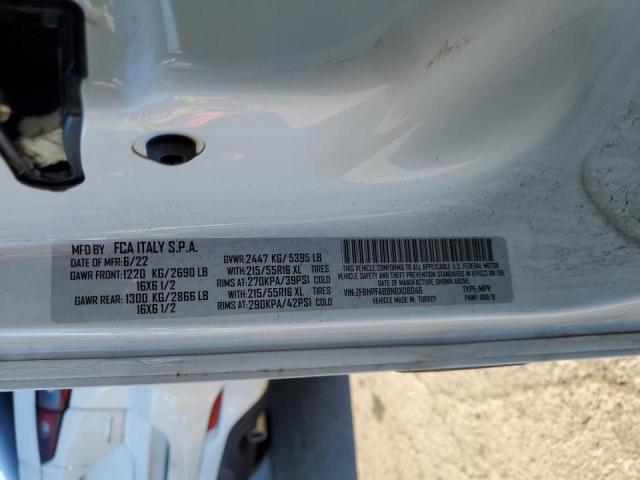 MFD BY FCA ITALY S.P.A.
DATE OF MFR:6/22 GVWR:2447 KG/5395 LB
GAWR FRONT:1220 KG/2690 LB WITH:215/55R16 XL TIRES
16X6 1/2 RIMS AT:270KPA/39PSI COLD
GAWR REAR:1300 KG/2866 LB WITH:215/55R16 XL TIRES
16X6 1/2 RIMS AT:290KPA/42PSI COLD
THIS VEHICLE CONFORMS TO ALL APPLICABLE U.S. FEDERAL MOTOR
VEHICLE SAFETY AND THEFT PREVENTION STANDARDS IN EFFECT ON THE
DATE OF MANUFACTURE SHOWN ABOVE.
VIN: TYPE:MPV
MADE IN: TURKEY PAINT: